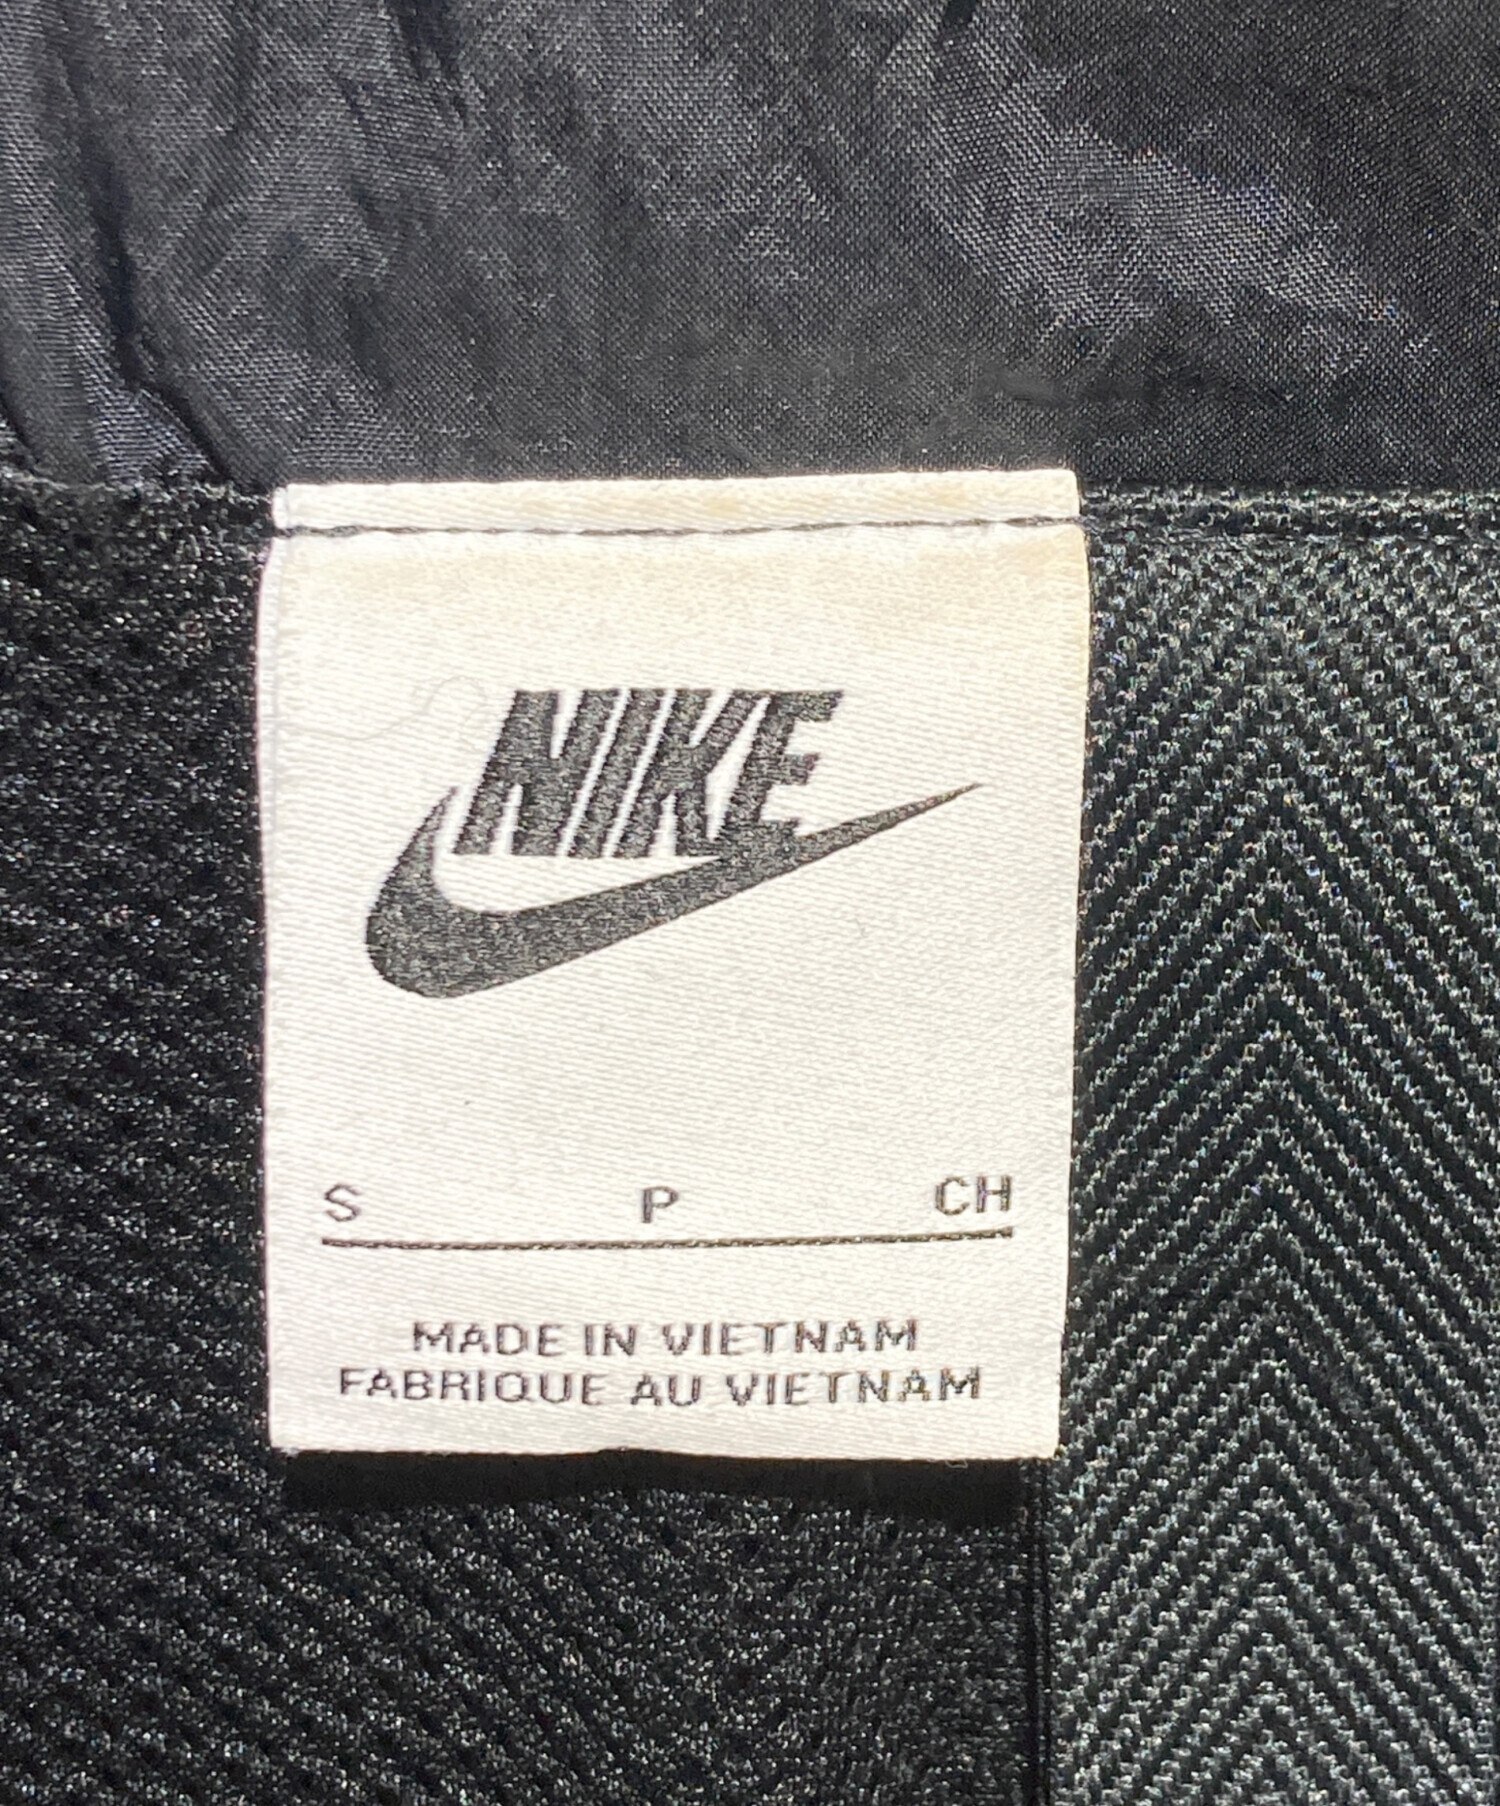 NIKE
S P CH
MADE IN VIETNAM
FABRIQUE AU VIETNAM